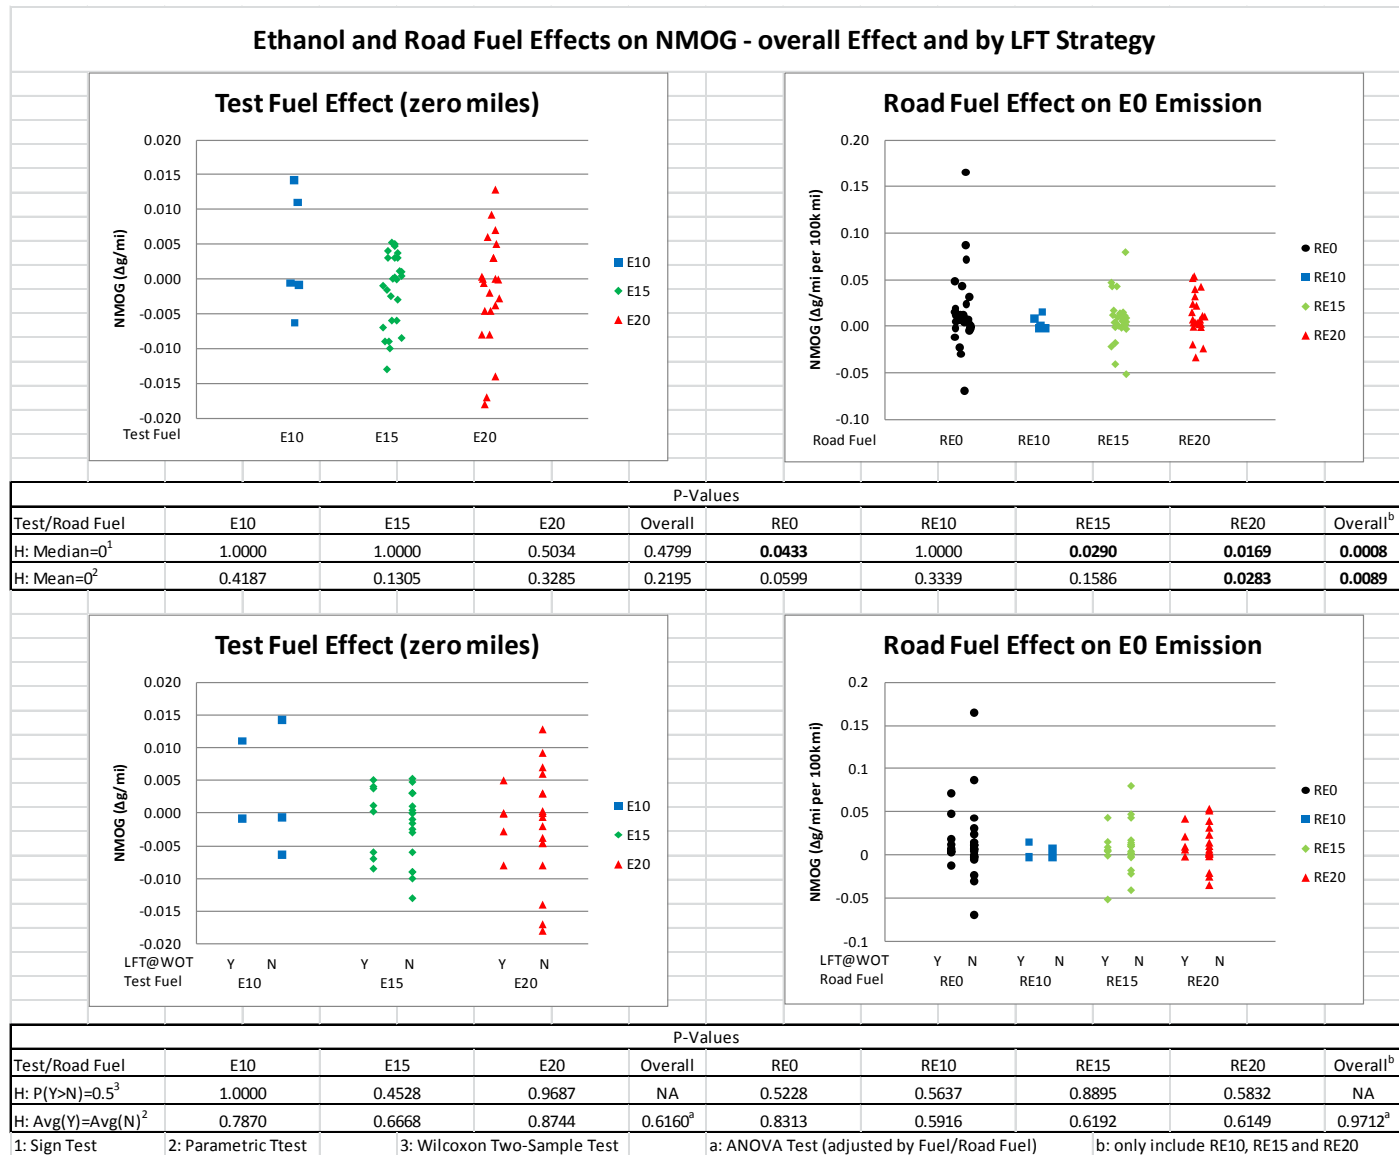 Ethanol and Road Fuel Effects on NMOG - overall Effect and by LFT Strategy
Test Fuel Effect (zero miles)
NMOG (Δg/mi)
0.020
0.015
0.010
0.005
0.000
-0.005
-0.010
-0.015
-0.020
Test Fuel E10 E15 E20
E10
E15
E20
Road Fuel Effect on E0 Emission
NMOG (Δg/mi per 100kmi)
0.20
0.15
0.10
0.05
0.00
-0.05
-0.10
Road Fuel RE0 RE10 RE15 RE20
RE0
RE10
RE15
RE20
P-Values
Test/Road Fuel E10 E15 E20 Overall RE0 RE10 RE15 RE20 Overall^b
H: Median=0^1 1.0000 1.0000 0.5034 0.4799 0.0433 1.0000 0.0290 0.0169 0.0008
H: Mean=0^2 0.4187 0.1305 0.3285 0.2195 0.0599 0.3339 0.1586 0.0283 0.0089
Test Fuel Effect (zero miles)
NMOG (Δg/mi)
0.020
0.015
0.010
0.005
0.000
-0.005
-0.010
-0.015
-0.020
LFT@WOT Y N Y N Y N
Test Fuel E10 E15 E20
E10
E15
E20
Road Fuel Effect on E0 Emission
NMOG (Δg/mi per 100kmi)
0.2
0.15
0.1
0.05
0
-0.05
-0.1
LFT@WOT Y N Y N Y N Y N
Road Fuel RE0 RE10 RE15 RE20
RE0
RE10
RE15
RE20
P-Values
Test/Road Fuel E10 E15 E20 Overall RE0 RE10 RE15 RE20 Overall^b
H: P(Y>N)=0.5^3 1.0000 0.4528 0.9687 NA 0.5228 0.5637 0.8895 0.5832 NA
H: Avg(Y)=Avg(N)^2 0.7870 0.6668 0.8744 0.6160^a 0.8313 0.5916 0.6192 0.6149 0.9712^a
1: Sign Test 2: Parametric Ttest 3: Wilcoxon Two-Sample Test a: ANOVA Test (adjusted by Fuel/Road Fuel) b: only include RE10, RE15 and RE20